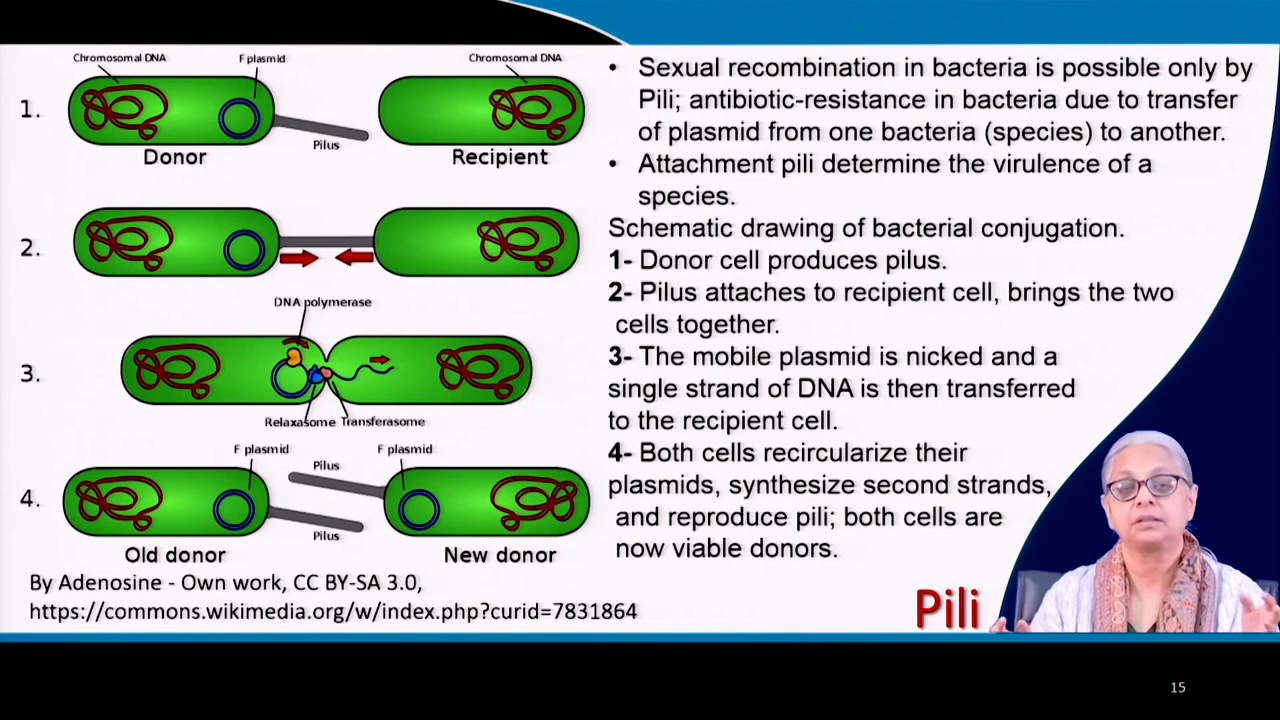 Chromosomal DNA
F plasmid
Chromosomal DNA
1.
Pilus
Donor
Recipient
2.
DNA polymerase
3.
Relaxasome Transferasome
F plasmid
F plasmid
Pilus
4.
Pilus
Old donor
New donor
By Adenosine - Own work, CC BY-SA 3.0,
https://commons.wikimedia.org/w/index.php?curid=7831864
• Sexual recombination in bacteria is possible only by
Pili; antibiotic-resistance in bacteria due to transfer
of plasmid from one bacteria (species) to another.
• Attachment pili determine the virulence of a
species.
Schematic drawing of bacterial conjugation.
1- Donor cell produces pilus.
2- Pilus attaches to recipient cell, brings the two
cells together.
3- The mobile plasmid is nicked and a
single strand of DNA is then transferred
to the recipient cell.
4- Both cells recircularize their
plasmids, synthesize second strands,
and reproduce pili; both cells are
now viable donors.
Pili
15